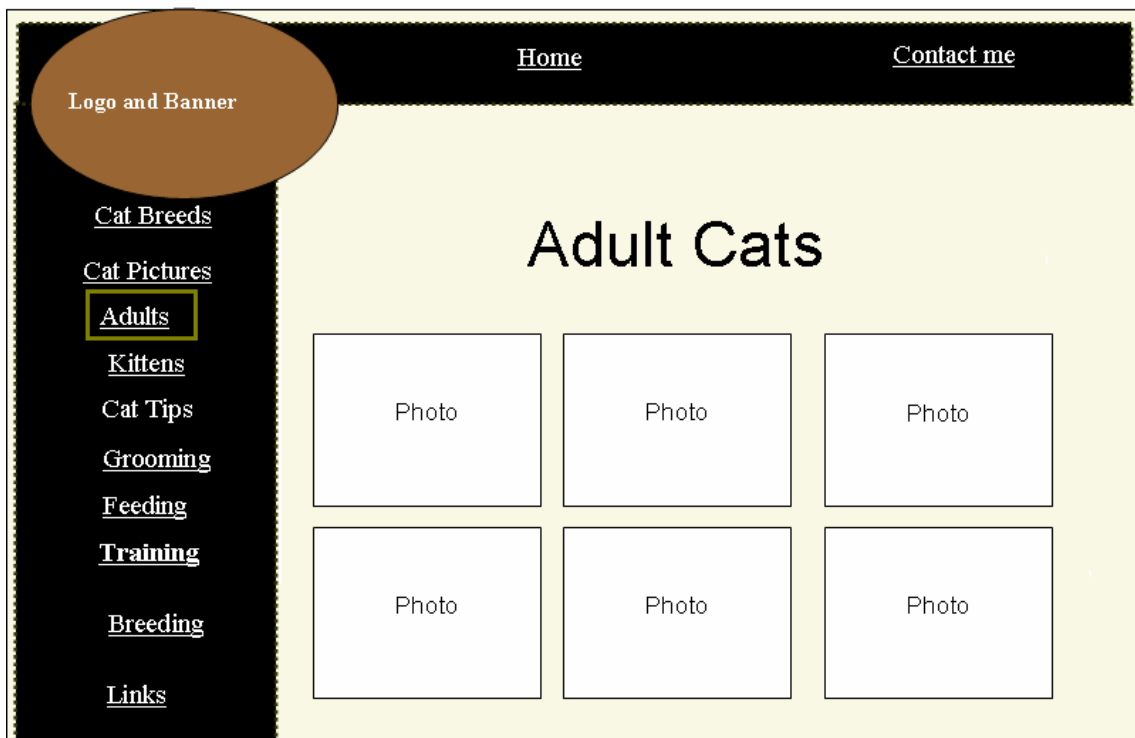 Home
Contact me
Logo and Banner
Cat Breeds
Cat Pictures
Adults
Kittens
Cat Tips
Grooming
Feeding
Training
Breeding
Links
Adult Cats
Photo
Photo
Photo
Photo
Photo
Photo